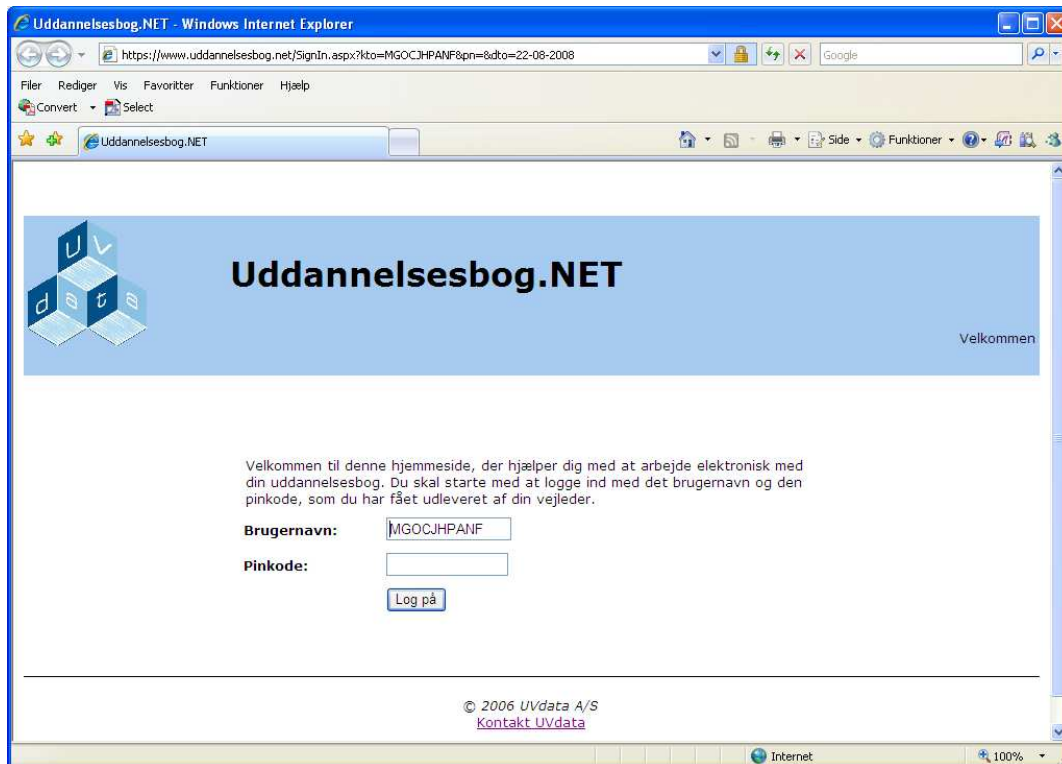 Uddannelsesbog.NET - Windows Internet Explorer
https://www.uddannelsesbog.net/SignIn.aspx?kto=MGOCJHPANF&pn=&dto=22-08-2008
Google
Filer Rediger Vis Favoritter Funktioner Hjælp
Convert Select
Uddannelsesbog.NET
Side Funktioner
UV
data
Uddannelsesbog.NET
Velkommen
Velkommen til denne hjemmeside, der hjælper dig med at arbejde elektronisk med
din uddannelsesbog. Du skal starte med at logge ind med det brugernavn og den
pinkode, som du har fået udleveret af din vejleder.
Brugernavn: MGOCJHPANF
Pinkode:
Log på
© 2006 UVdata A/S
Kontakt UVdata
Internet 100%